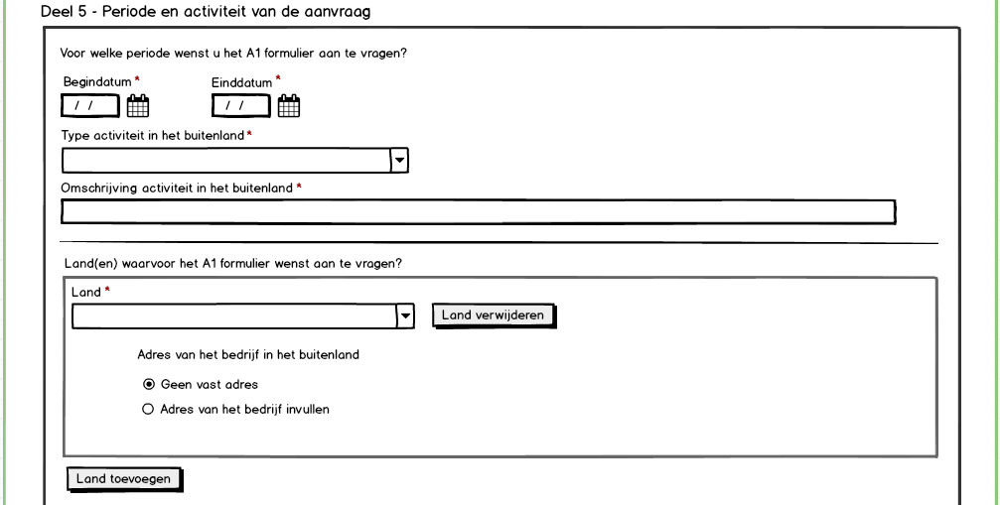 Deel 5 - Periode en activiteit van de aanvraag
Voor welke periode wenst u het A1 formulier aan te vragen?
Begindatum * Einddatum *
/ / / /
Type activiteit in het buitenland *
Omschrijving activiteit in het buitenland *
Land(en) waarvoor het A1 formulier wenst aan te vragen?
Land *
Land verwijderen
Adres van het bedrijf in het buitenland
Geen vast adres
Adres van het bedrijf invullen
Land toevoegen